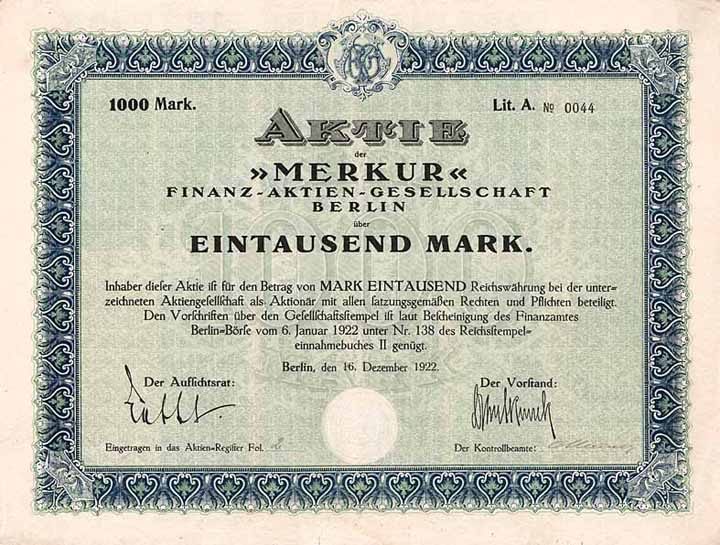 1000 Mark.
Lit. A. № 0044
AKTIE
der
»MERKUR«
FINANZ-AKTIEN-GESELLSCHAFT
BERLIN
über
EINTAUSEND MARK.
Inhaber dieser Aktie ist für den Betrag von MARK EINTAUSEND Reichswährung bei der unter-
zeichneten Aktiengesellschaft als Aktionär mit allen satzungsgemäßen Rechten und Pflichten beteiligt.
Den Vorschriften über den Gesellschaftsstempel ist laut Bescheinigung des Finanzamtes
Berlin-Börse vom 6. Januar 1922 unter Nr. 138 des Reichsstempel-
einnahmebuches II genügt.
Berlin, den 16. Dezember 1922.
Der Aufsichtsrat:
Der Vorstand:
Eingetragen in das Aktien-Register Fol. 2
Der Kontrollbeamte:
1000